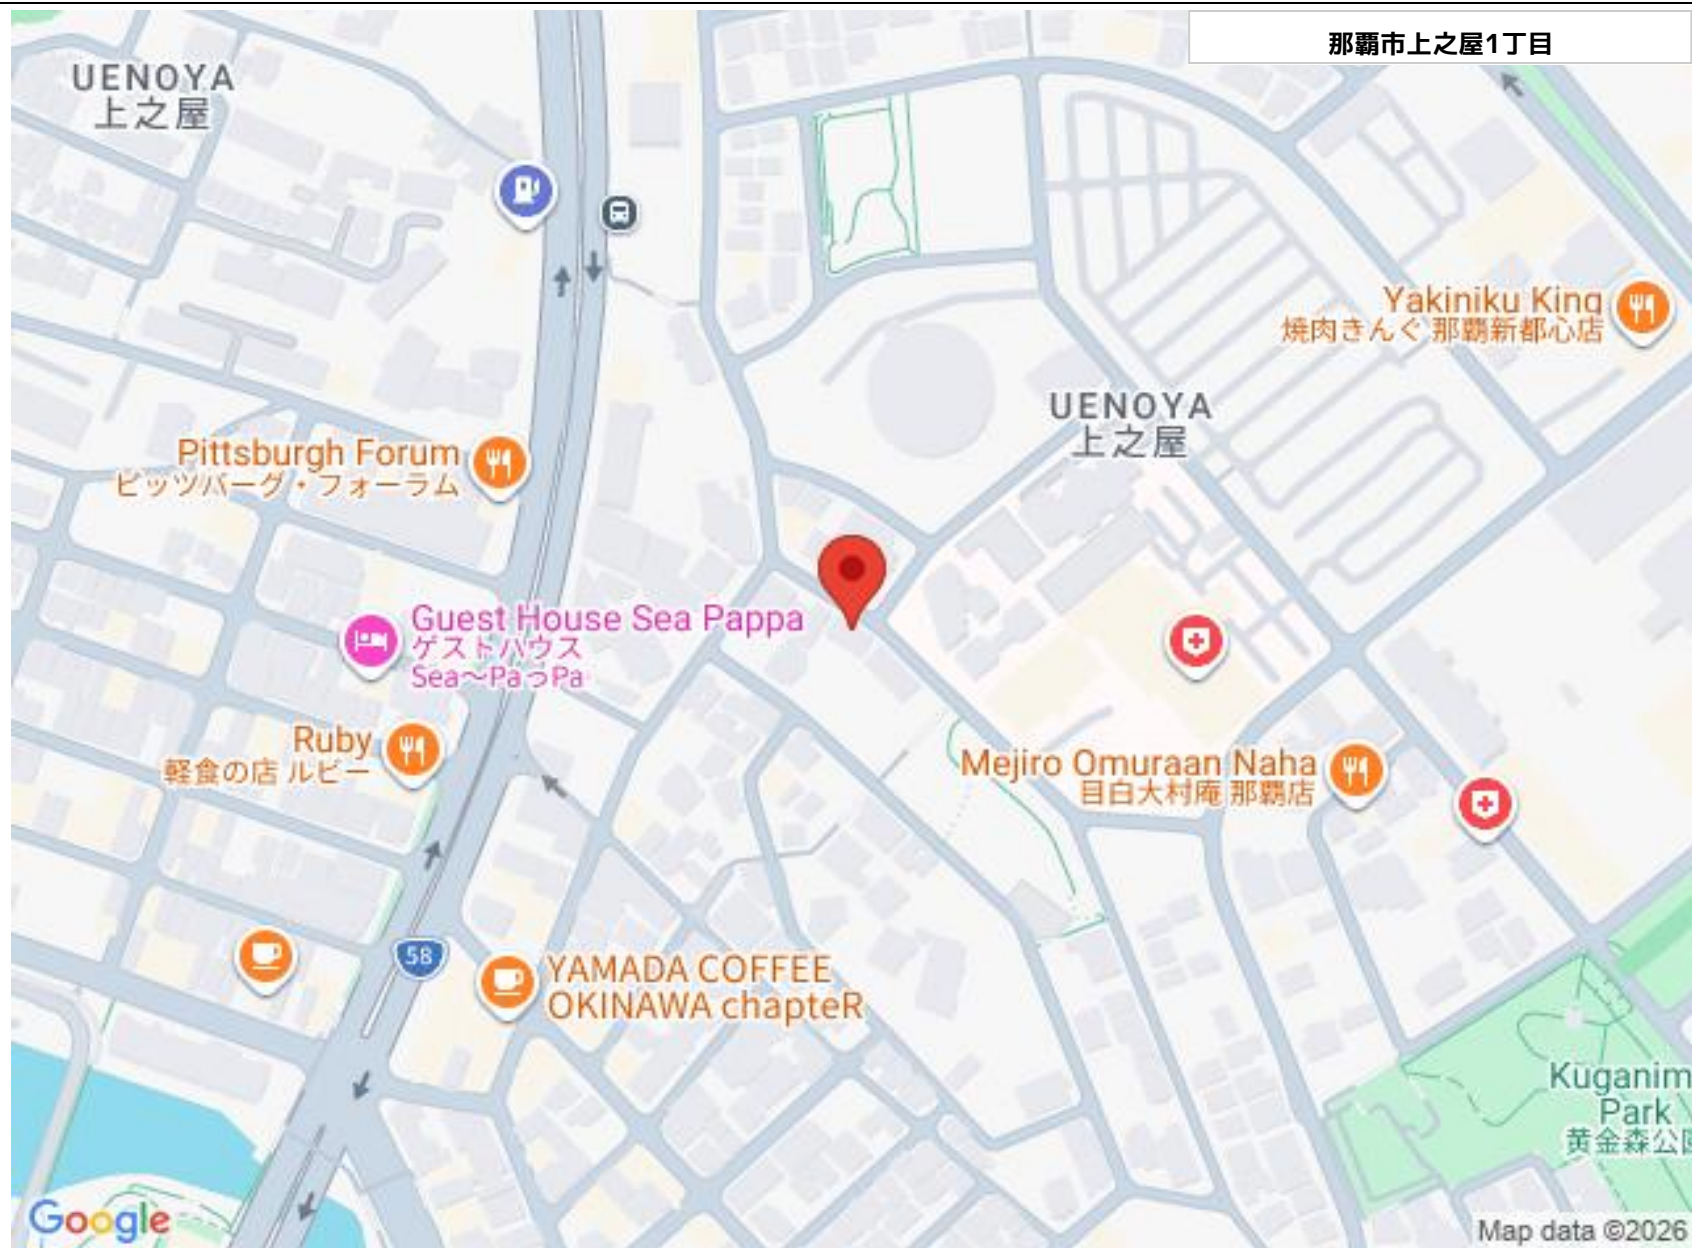 那覇市上之屋1丁目
UENOYA
上之屋
Yakiniku King
焼肉きんぐ 那覇新都心店
UENOYA
上之屋
Pittsburgh Forum
ピッツバーグ・フォーラム
Guest House Sea Pappa
ゲストハウス
Sea〜PaっPa
Ruby
軽食の店 ルビー
Mejiro Omuraan Naha
目白大村庵 那覇店
58
YAMADA COFFEE
OKINAWA chapteR
Kuganim
Park
黄金森公園
Google
Map data ©2026